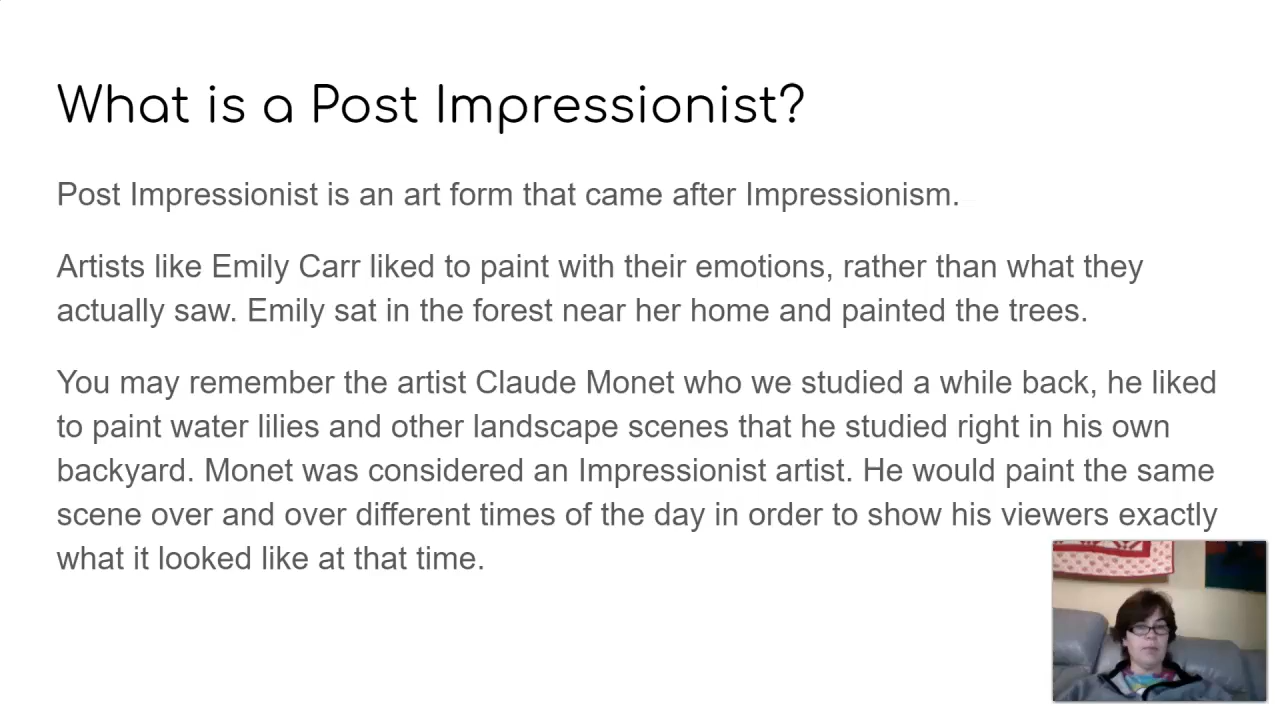 What is a Post Impressionist?
Post Impressionist is an art form that came after Impressionism.
Artists like Emily Carr liked to paint with their emotions, rather than what they
actually saw. Emily sat in the forest near her home and painted the trees.
You may remember the artist Claude Monet who we studied a while back, he liked
to paint water lilies and other landscape scenes that he studied right in his own
backyard. Monet was considered an Impressionist artist. He would paint the same
scene over and over different times of the day in order to show his viewers exactly
what it looked like at that time.